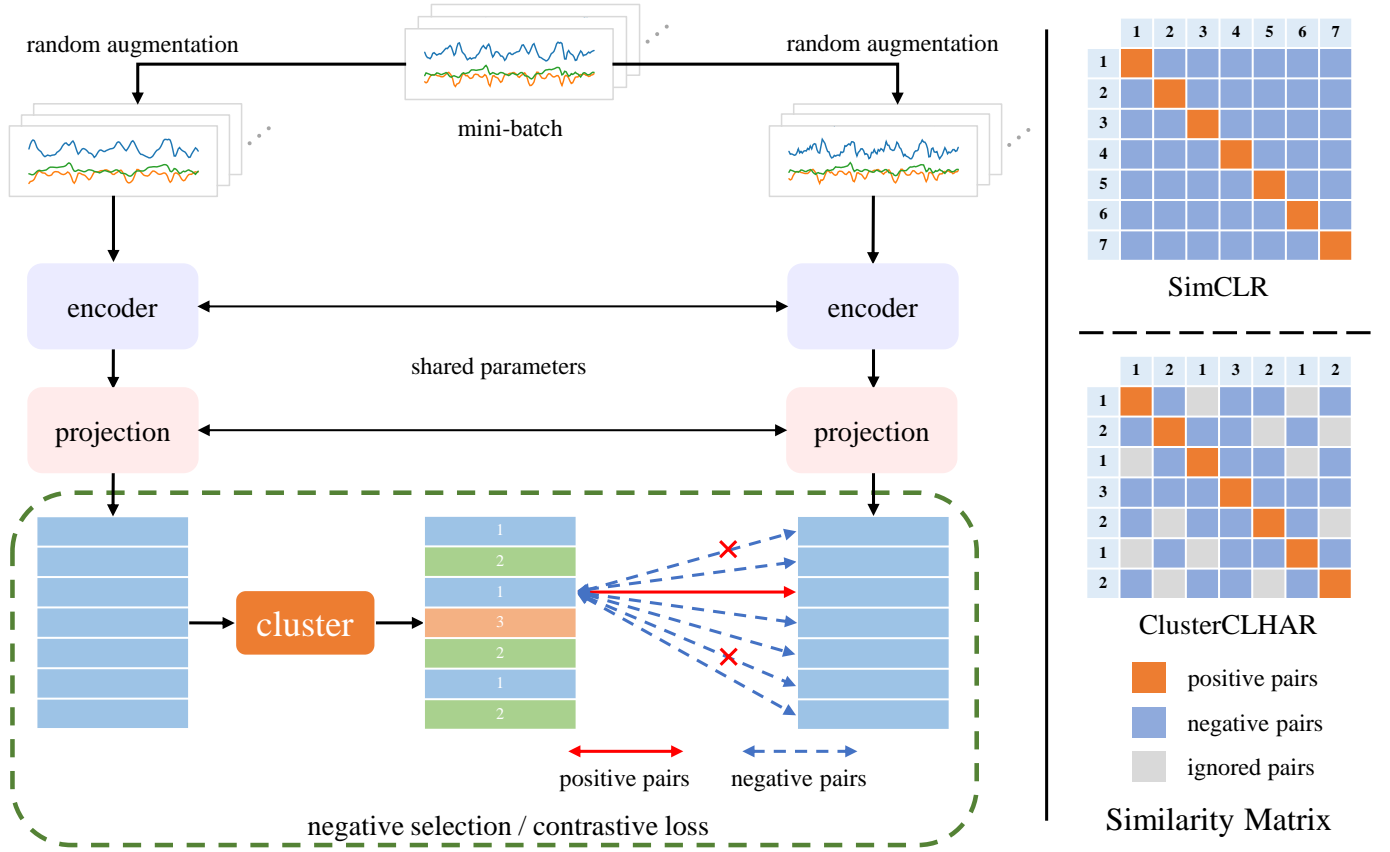 random augmentation
random augmentation
mini-batch
encoder
encoder
shared parameters
projection
projection
cluster
1
2
1
3
2
1
2
positive pairs
negative pairs
negative selection / contrastive loss
1 2 3 4 5 6 7
1
2
3
4
5
6
7
SimCLR
1 2 1 3 2 1 2
1
2
1
3
2
1
2
ClusterCLHAR
positive pairs
negative pairs
ignored pairs
Similarity Matrix